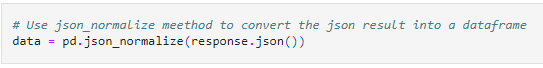 # Use json_normalize meethod to convert the json result into a dataframe
data = pd.json_normalize(response.json())